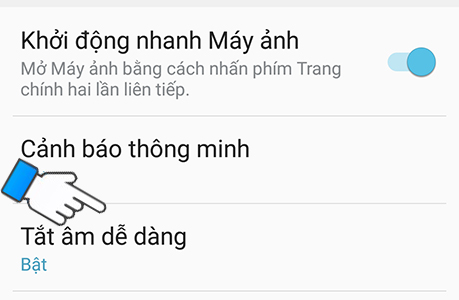 Khởi động nhanh Máy ảnh
Mở Máy ảnh bằng cách nhấn phím Trang
chính hai lần liên tiếp.
Cảnh báo thông minh
Tắt âm dễ dàng
Bật